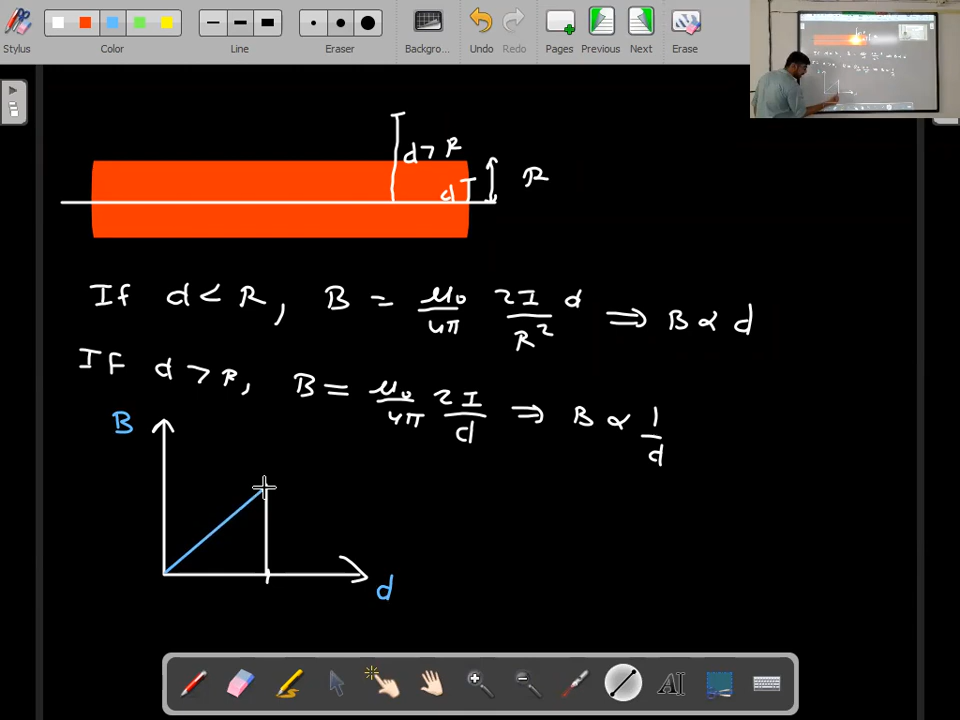 Stylus Color Line Eraser Backgro... Undo Redo Pages Previous Next Erase
d > R
d R
If d < R, B = μ₀/4π 2I/R² d ⟹ B ∝ d
If d > R, B = μ₀/4π 2I/d ⟹ B ∝ 1/d
B
d
AI